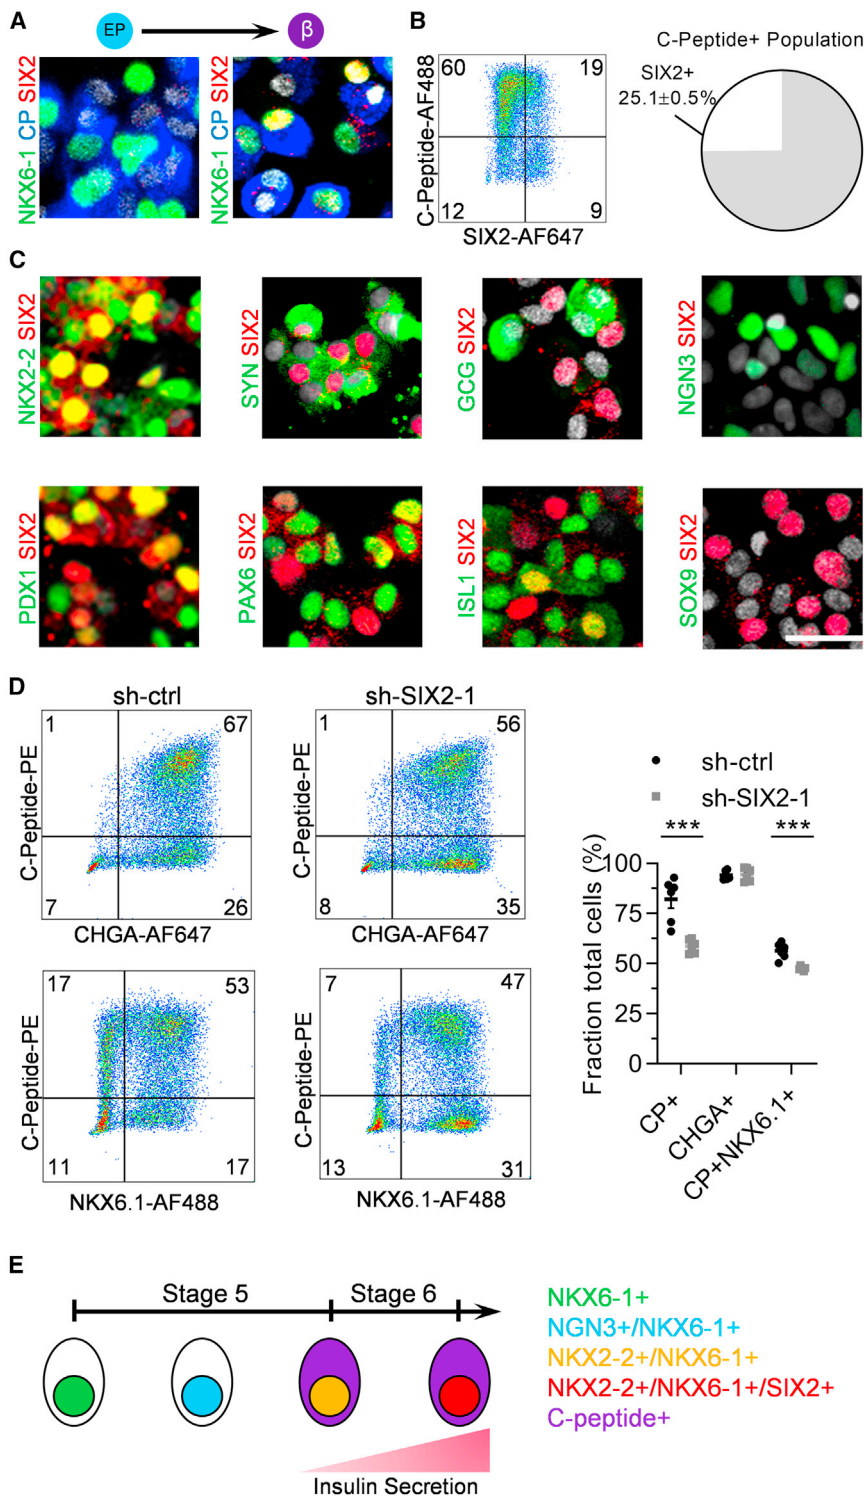 A
EP
β
NKX6-1 CP SIX2
NKX6-1 CP SIX2
B
C-Peptide-AF488
60
19
12
9
SIX2-AF647
C-Peptide+ Population
SIX2+
25.1±0.5%
C
NKX2-2 SIX2
SYN SIX2
GCG SIX2
NGN3 SIX2
PDX1 SIX2
PAX6 SIX2
ISL1 SIX2
SOX9 SIX2
D
sh-ctrl
C-Peptide-PE
1
67
7
26
CHGA-AF647
sh-SIX2-1
C-Peptide-PE
1
56
8
35
CHGA-AF647
C-Peptide-PE
17
53
11
17
NKX6.1-AF488
C-Peptide-PE
7
47
13
31
NKX6.1-AF488
sh-ctrl
sh-SIX2-1
***
***
Fraction total cells (%)
100
75
50
25
0
CP+
CHGA+
CP+NKX6.1+
E
Stage 5
Stage 6
Insulin Secretion
NKX6-1+
NGN3+/NKX6-1+
NKX2-2+/NKX6-1+
NKX2-2+/NKX6-1+/SIX2+
C-peptide+